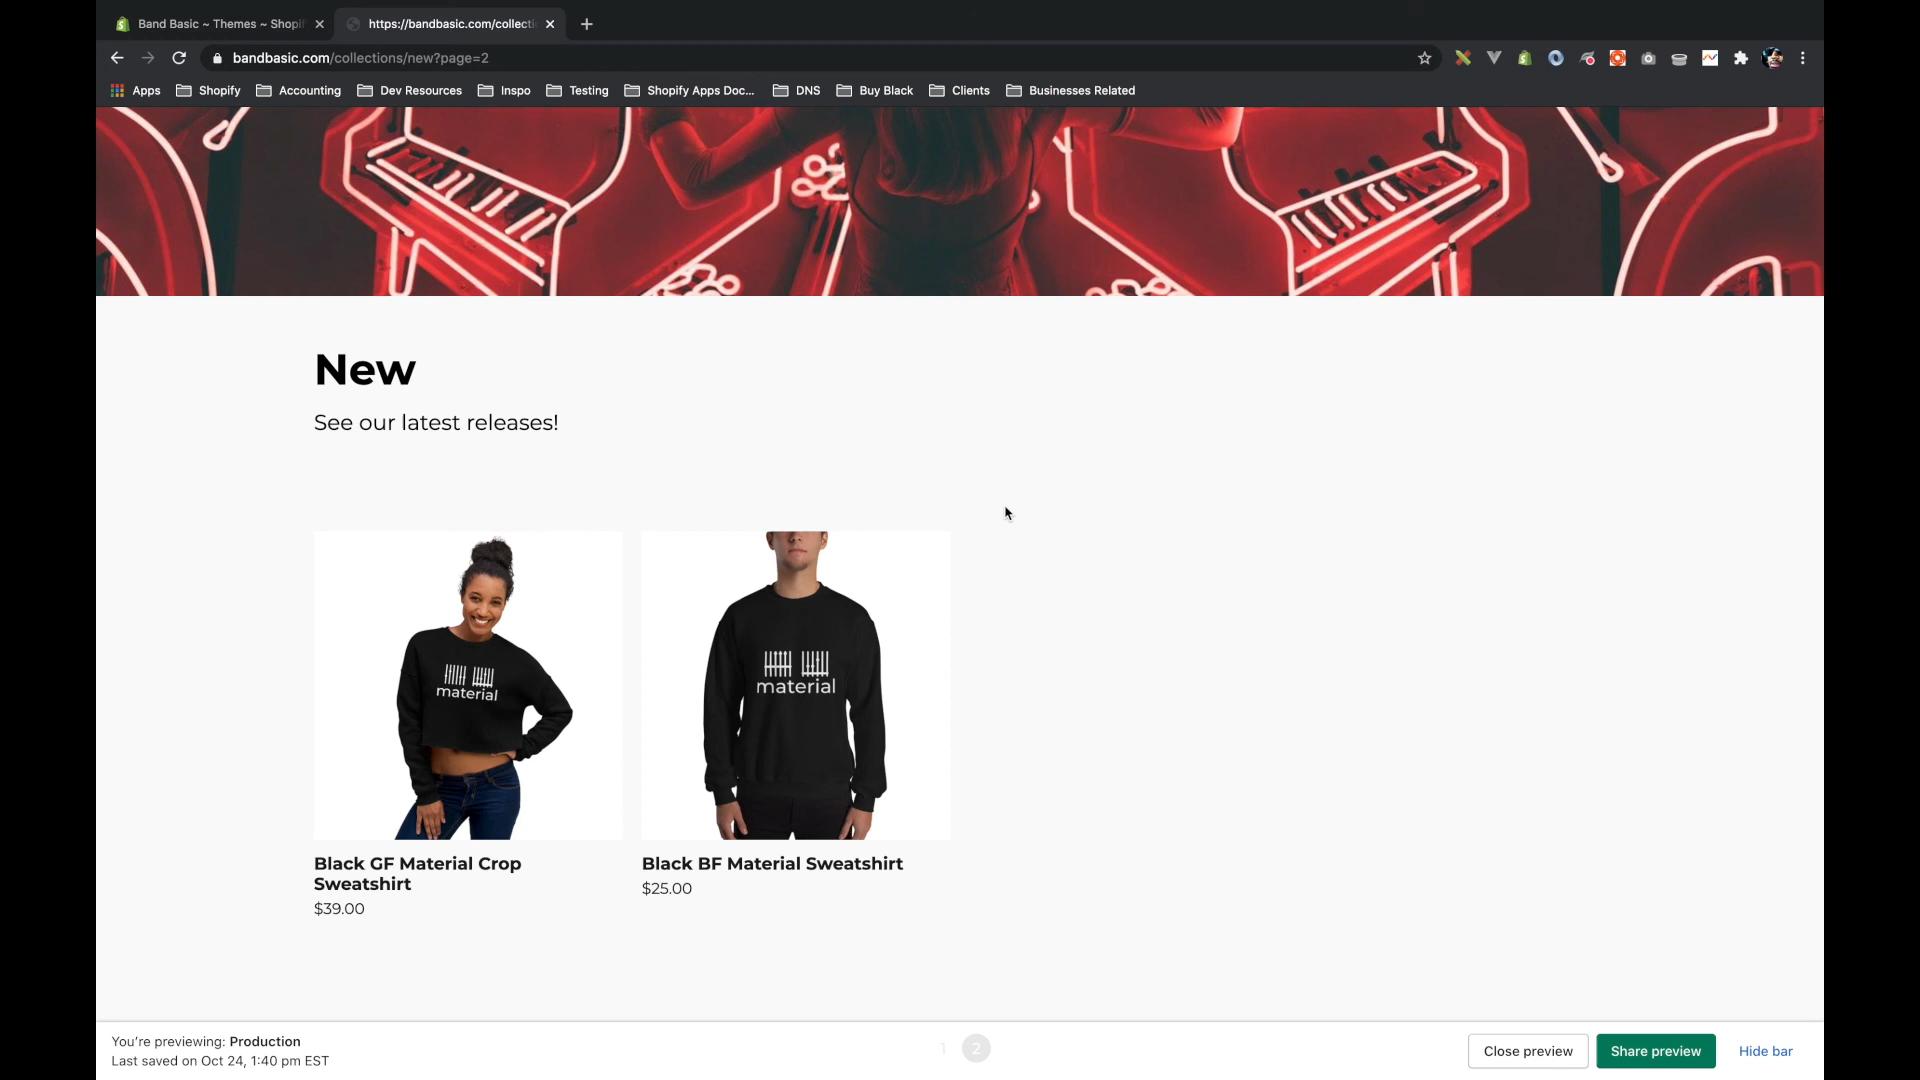 Band Basic ~ Themes ~ Shopif
https://bandbasic.com/collecti
bandbasic.com/collections/new?page=2
Apps
Shopify
Accounting
Dev Resources
Inspo
Testing
Shopify Apps Doc...
DNS
Buy Black
Clients
Businesses Related
New
See our latest releases!
material
material
Black GF Material Crop
Sweatshirt
$39.00
Black BF Material Sweatshirt
$25.00
You're previewing: Production
Last saved on Oct 24, 1:40 pm EST
1
2
Close preview
Share preview
Hide bar